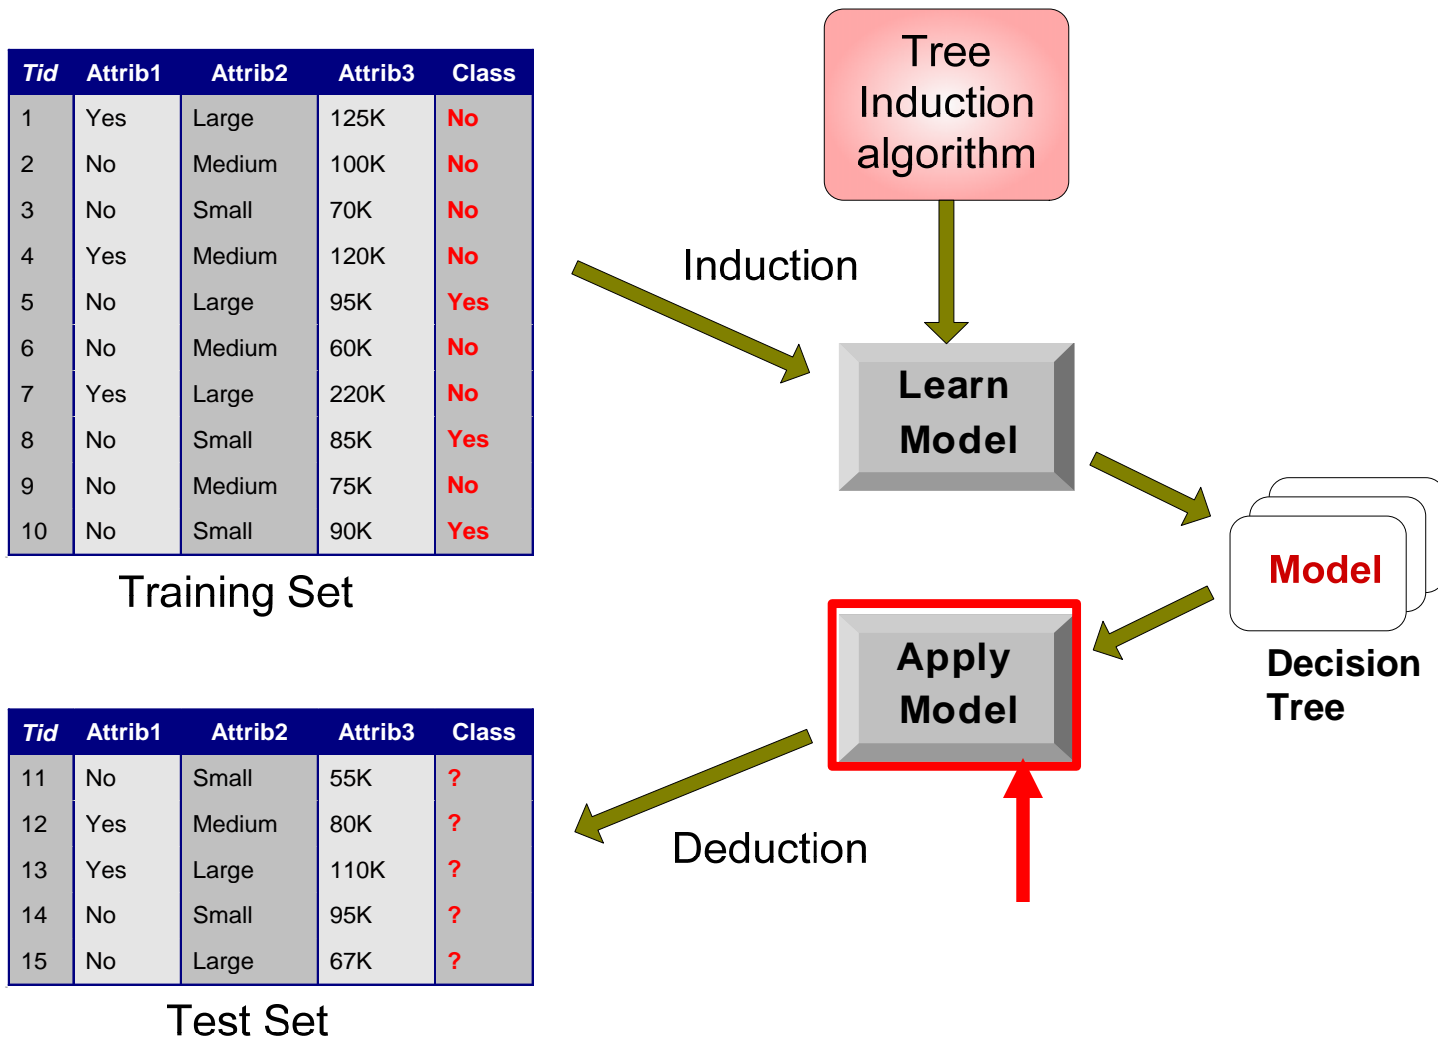 Tid Attrib1 Attrib2 Attrib3 Class
1 Yes Large 125K No
2 No Medium 100K No
3 No Small 70K No
4 Yes Medium 120K No
5 No Large 95K Yes
6 No Medium 60K No
7 Yes Large 220K No
8 No Small 85K Yes
9 No Medium 75K No
10 No Small 90K Yes
Training Set
Tree
Induction
algorithm
Induction
Learn
Model
Model
Decision
Tree
Apply
Model
Deduction
Tid Attrib1 Attrib2 Attrib3 Class
11 No Small 55K ?
12 Yes Medium 80K ?
13 Yes Large 110K ?
14 No Small 95K ?
15 No Large 67K ?
Test Set